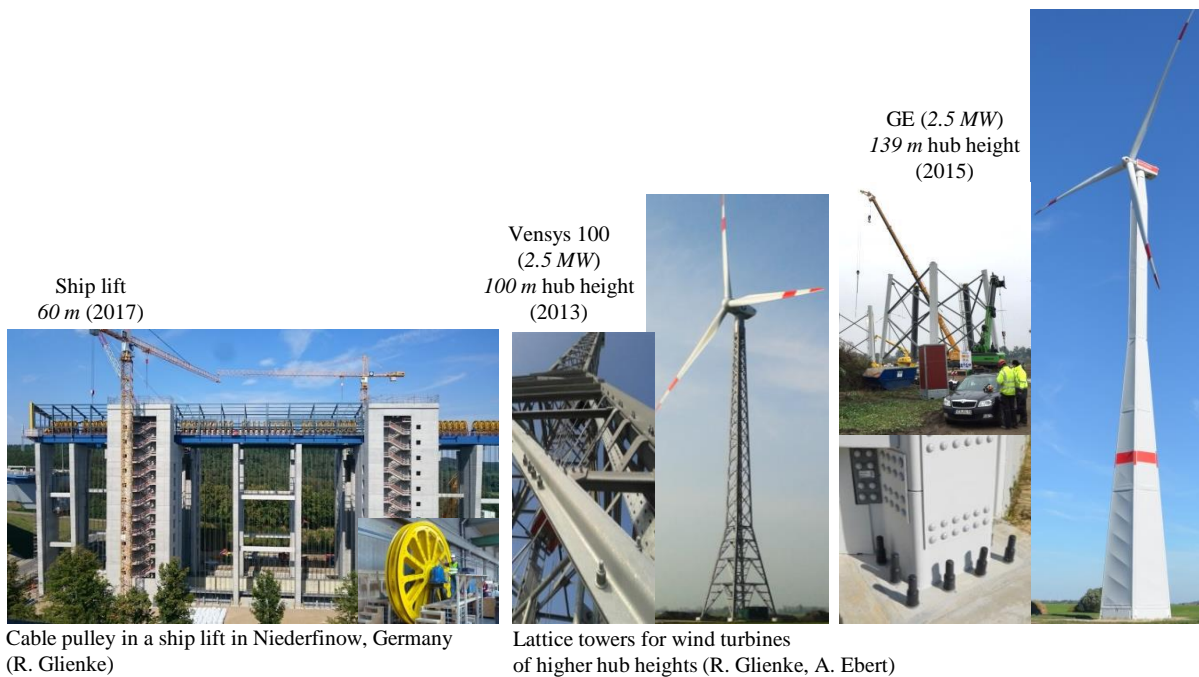 Ship lift
60 m (2017)
Vensys 100
(2.5 MW)
100 m hub height
(2013)
GE (2.5 MW)
139 m hub height
(2015)
Cable pulley in a ship lift in Niederfinow, Germany
(R. Glienke)
Lattice towers for wind turbines
of higher hub heights (R. Glienke, A. Ebert)